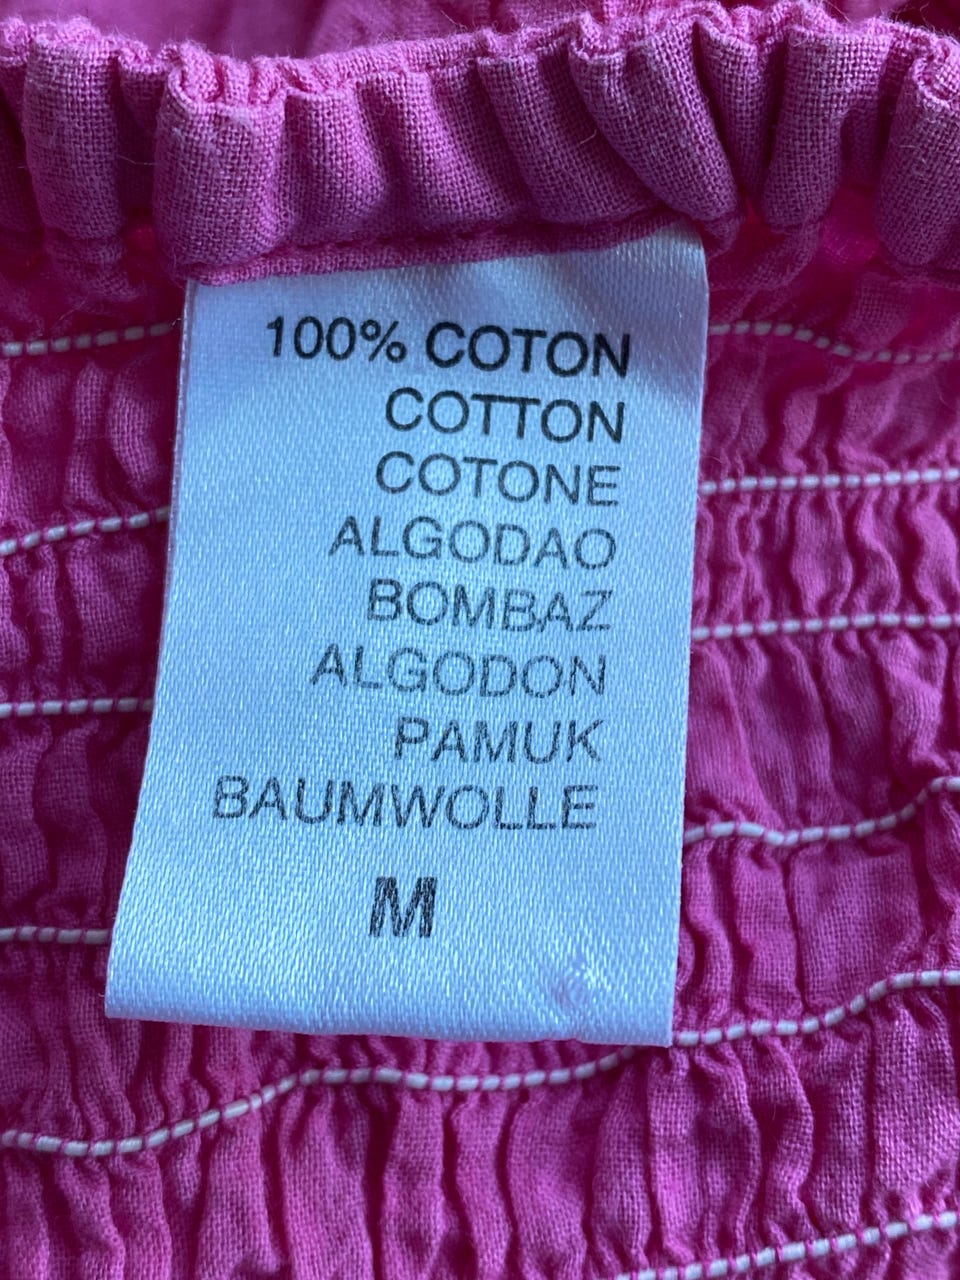 100% COTON
COTTON
COTONE
ALGODAO
BOMBAZ
ALGODON
PAMUK
BAUMWOLLE
M